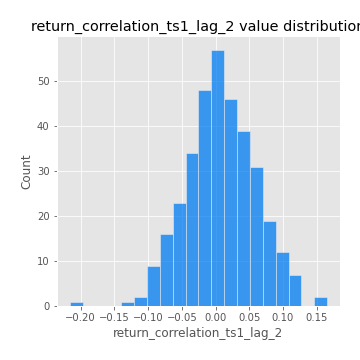 return_correlation_ts1_lag_2 value distribution
50
40
30
20
10
0
Count
−0.20 −0.15 −0.10 −0.05 0.00 0.05 0.10 0.15
return_correlation_ts1_lag_2